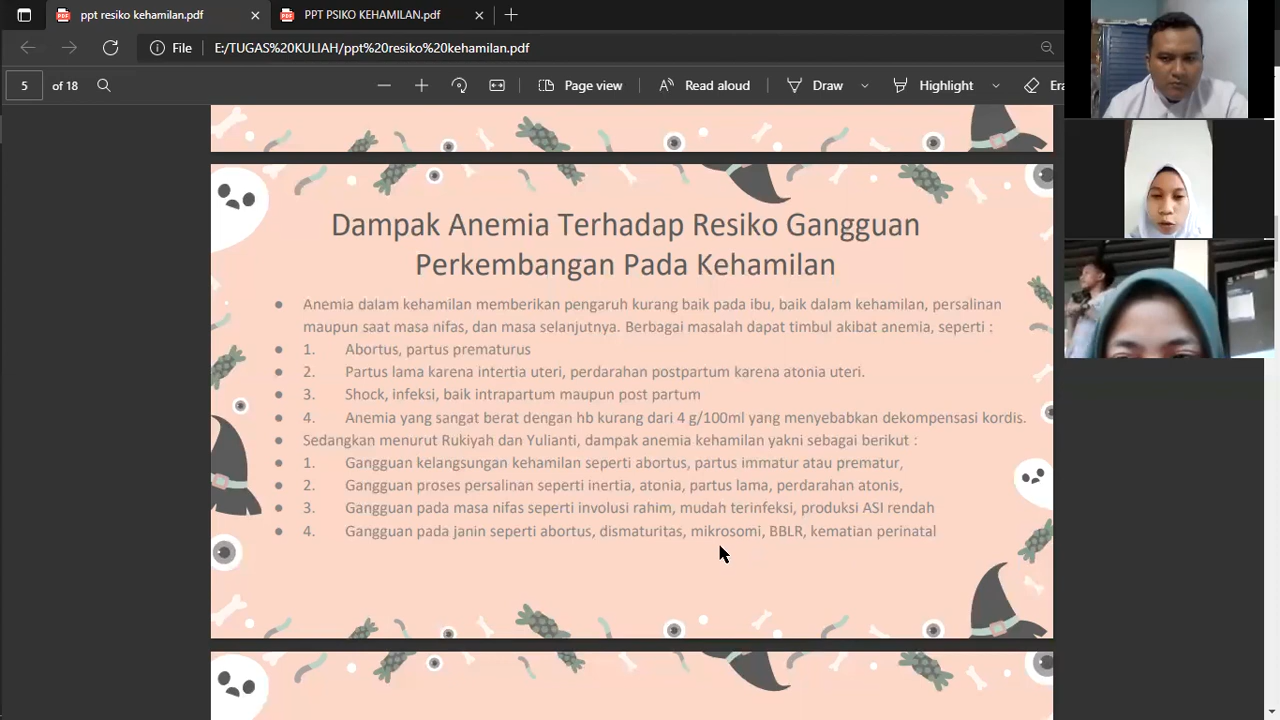 ppt resiko kehamilan.pdf
PPT PSIKO KEHAMILAN.pdf
File
E:/TUGAS%20KULIAH/ppt%20resiko%20kehamilan.pdf
5 of 18
Page view
Read aloud
Draw
Highlight
Dampak Anemia Terhadap Resiko Gangguan
Perkembangan Pada Kehamilan
● Anemia dalam kehamilan memberikan pengaruh kurang baik pada ibu, baik dalam kehamilan, persalinan
maupun saat masa nifas, dan masa selanjutnya. Berbagai masalah dapat timbul akibat anemia, seperti :
● 1. Abortus, partus prematurus
● 2. Partus lama karena intertia uteri, perdarahan postpartum karena atonia uteri.
● 3. Shock, infeksi, baik intrapartum maupun post partum
● 4. Anemia yang sangat berat dengan hb kurang dari 4 g/100ml yang menyebabkan dekompensasi kordis.
● Sedangkan menurut Rukiyah dan Yulianti, dampak anemia kehamilan yakni sebagai berikut :
● 1. Gangguan kelangsungan kehamilan seperti abortus, partus immatur atau prematur,
● 2. Gangguan proses persalinan seperti inertia, atonia, partus lama, perdarahan atonis,
● 3. Gangguan pada masa nifas seperti involusi rahim, mudah terinfeksi, produksi ASI rendah
● 4. Gangguan pada janin seperti abortus, dismaturitas, mikrosomi, BBLR, kematian perinatal